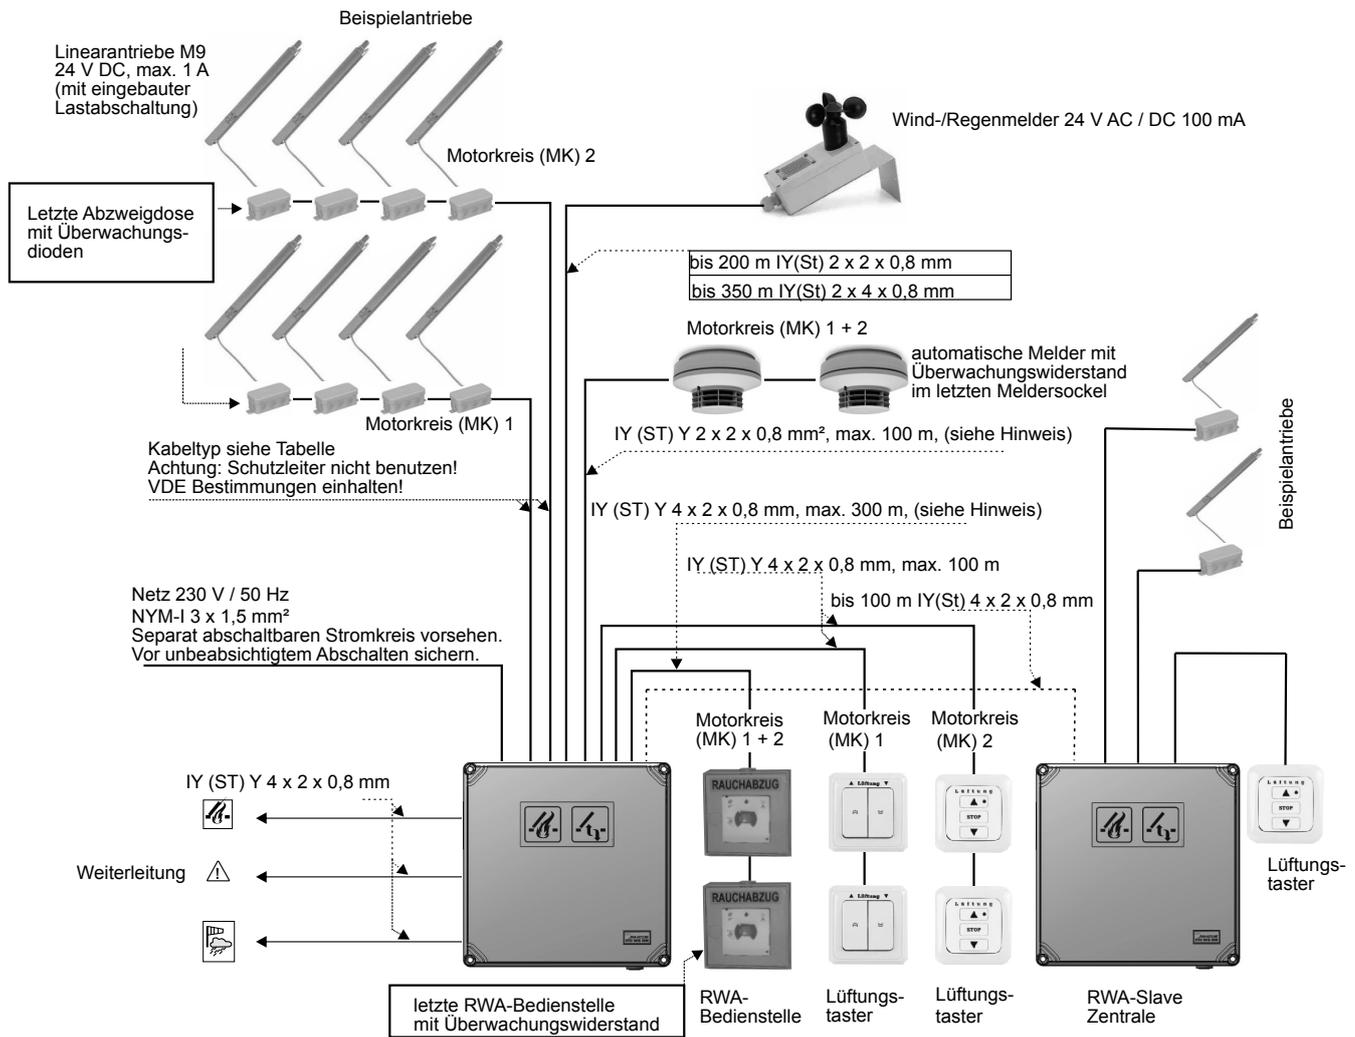 Beispielantriebe
Linearantriebe M9
24 V DC, max. 1 A
(mit eingebauter
Lastabschaltung)
Motorkreis (MK) 2
Wind-/Regenmelder 24 V AC / DC 100 mA
Letzte Abzweigdose
mit Überwachungs-
dioden
bis 200 m IY(St) 2 x 2 x 0,8 mm
bis 350 m IY(St) 2 x 4 x 0,8 mm
Motorkreis (MK) 1 + 2
automatische Melder mit
Überwachungswiderstand
im letzten Meldersockel
Motorkreis (MK) 1
IY (ST) Y 2 x 2 x 0,8 mm², max. 100 m, (siehe Hinweis)
Kabeltyp siehe Tabelle
Achtung: Schutzleiter nicht benutzen!
VDE Bestimmungen einhalten!
Beispielantriebe
IY (ST) Y 4 x 2 x 0,8 mm, max. 300 m, (siehe Hinweis)
IY (ST) Y 4 x 2 x 0,8 mm, max. 100 m
bis 100 m IY(St) 4 x 2 x 0,8 mm
Netz 230 V / 50 Hz
NYM-I 3 x 1,5 mm²
Separat abschaltbaren Stromkreis vorsehen.
Vor unbeabsichtigtem Abschalten sichern.
Motorkreis
(MK) 1 + 2
Motorkreis
(MK) 1
Motorkreis
(MK) 2
IY (ST) Y 4 x 2 x 0,8 mm
RAUCHABZUG
▲ Lüftung ▼
Lüftung
▲
STOP
▼
Lüftung
▲
STOP
▼
Weiterleitung
Lüftungs-
taster
RAUCHABZUG
▲ Lüftung ▼
Lüftung
▲
STOP
▼
letzte RWA-Bedienstelle
mit Überwachungswiderstand
RWA-
Bedienstelle
Lüftungs-
taster
Lüftungs-
taster
RWA-Slave
Zentrale